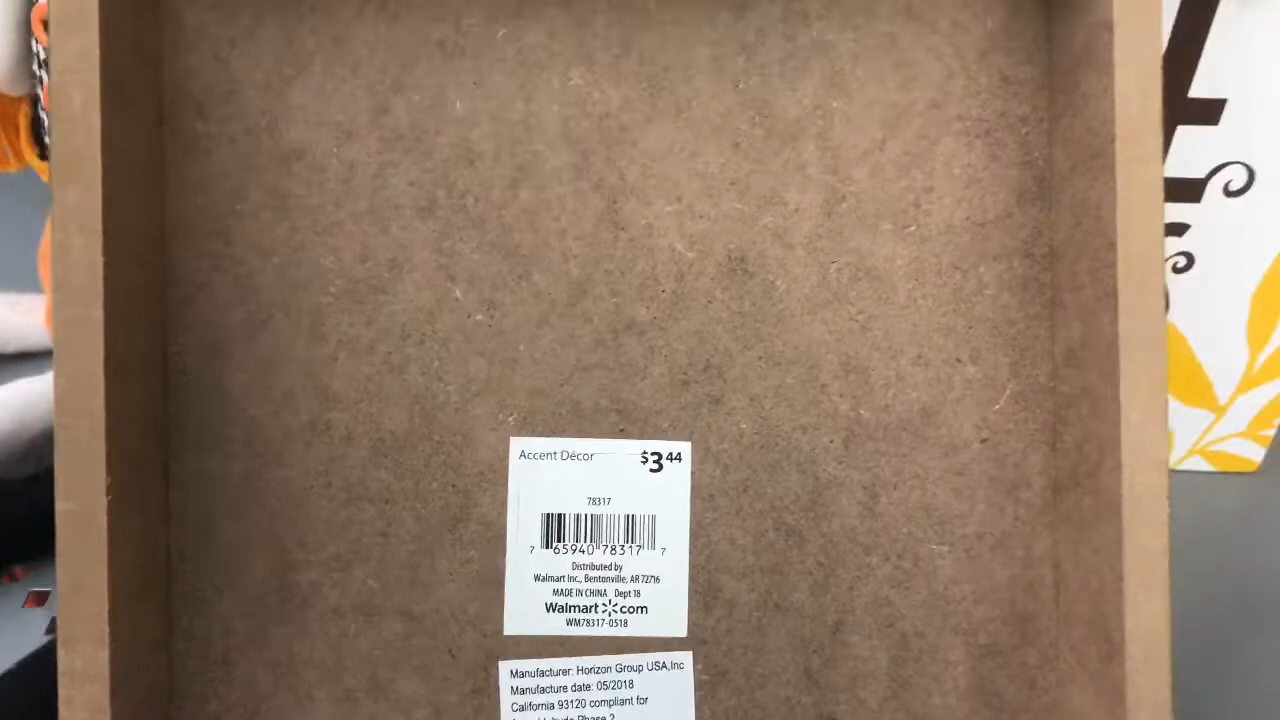 Accent Décor $3 44
78317
7 65940 78317 7
Distributed by
Walmart Inc., Bentonville, AR 72716
MADE IN CHINA Dept 18
Walmart com
WM78317-0518
Manufacturer: Horizon Group USA,Inc
Manufacture date: 05/2018
California 93120 compliant for
Phase 2